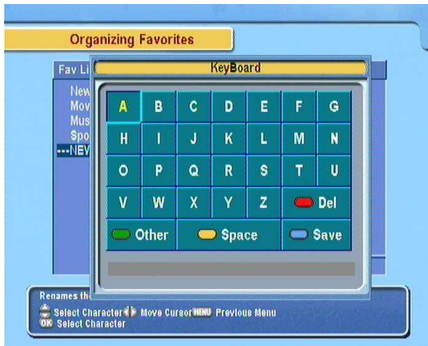 Organizing Favorites
Fav Li
KeyBoard
New
Mov
Mus
Spo
---NEW
A B C D E F G
H I J K L M N
O P Q R S T U
V W X Y Z Del
Other Space Save
Renames the
Select Character Move Cursor MENU Previous Menu
OK Select Character